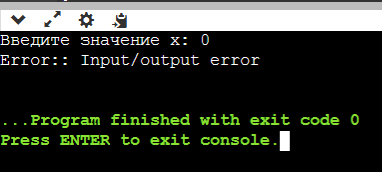 Введите значение x: 0
Error:: Input/output error
...Program finished with exit code 0
Press ENTER to exit console.